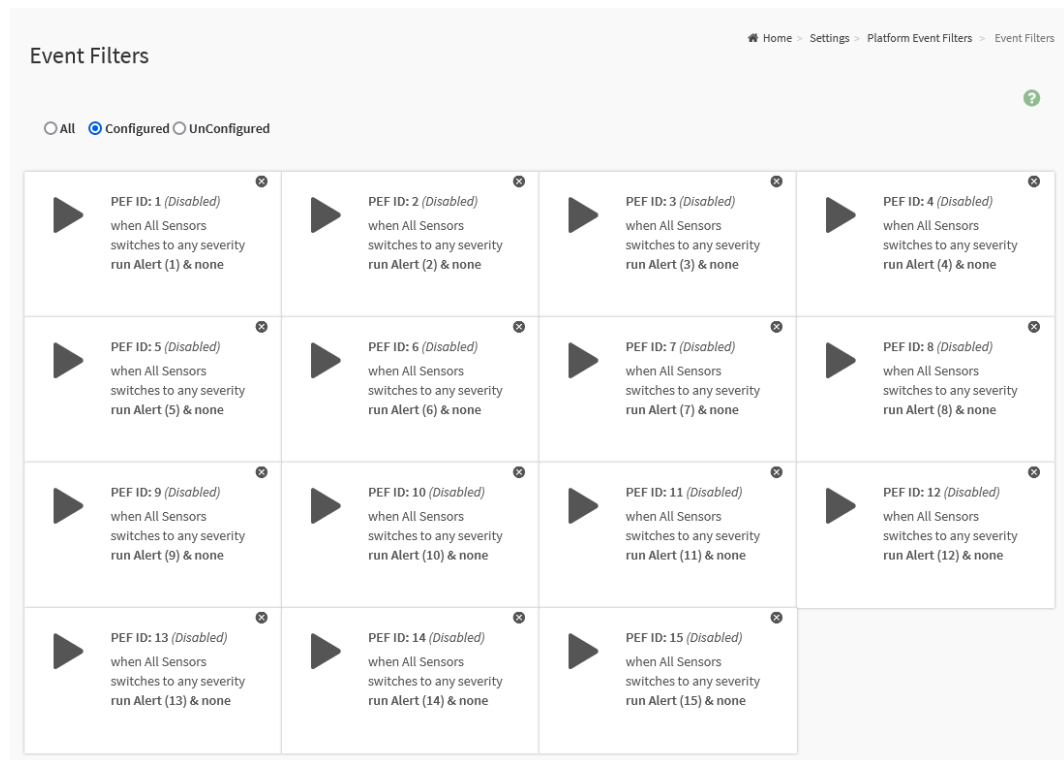 Home > Settings > Platform Event Filters > Event Filters
Event Filters
?
All Configured UnConfigured
PEF ID: 1 (Disabled)
when All Sensors
switches to any severity
run Alert (1) & none
PEF ID: 2 (Disabled)
when All Sensors
switches to any severity
run Alert (2) & none
PEF ID: 3 (Disabled)
when All Sensors
switches to any severity
run Alert (3) & none
PEF ID: 4 (Disabled)
when All Sensors
switches to any severity
run Alert (4) & none
PEF ID: 5 (Disabled)
when All Sensors
switches to any severity
run Alert (5) & none
PEF ID: 6 (Disabled)
when All Sensors
switches to any severity
run Alert (6) & none
PEF ID: 7 (Disabled)
when All Sensors
switches to any severity
run Alert (7) & none
PEF ID: 8 (Disabled)
when All Sensors
switches to any severity
run Alert (8) & none
PEF ID: 9 (Disabled)
when All Sensors
switches to any severity
run Alert (9) & none
PEF ID: 10 (Disabled)
when All Sensors
switches to any severity
run Alert (10) & none
PEF ID: 11 (Disabled)
when All Sensors
switches to any severity
run Alert (11) & none
PEF ID: 12 (Disabled)
when All Sensors
switches to any severity
run Alert (12) & none
PEF ID: 13 (Disabled)
when All Sensors
switches to any severity
run Alert (13) & none
PEF ID: 14 (Disabled)
when All Sensors
switches to any severity
run Alert (14) & none
PEF ID: 15 (Disabled)
when All Sensors
switches to any severity
run Alert (15) & none